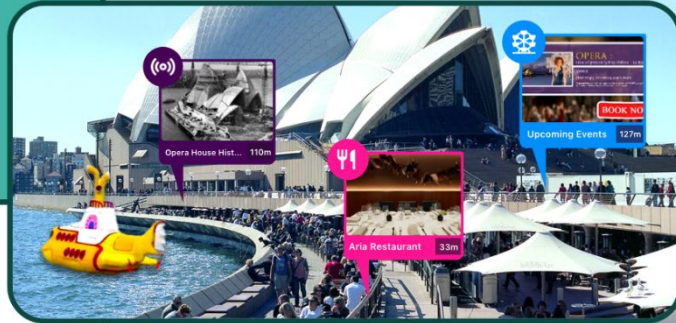 OPERA
BOOK NO
Opera House Hist... 110m
Upcoming Events 127m
Aria Restaurant 33m